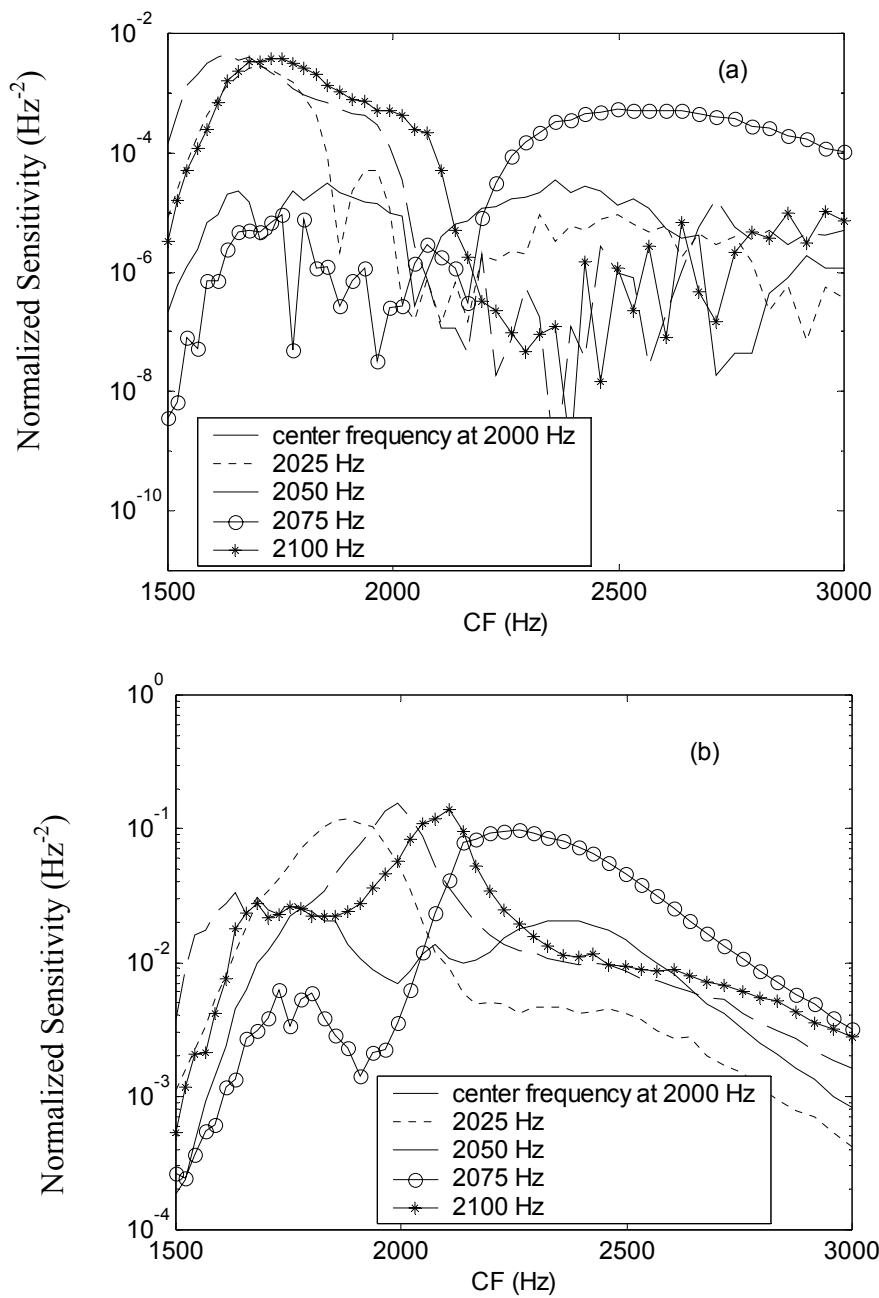 Normalized Sensitivity (Hz⁻²)
10⁻²
10⁻⁴
10⁻⁶
10⁻⁸
10⁻¹⁰
(a)
center frequency at 2000 Hz
2025 Hz
2050 Hz
2075 Hz
2100 Hz
1500 2000 2500 3000
CF (Hz)
Normalized Sensitivity (Hz⁻²)
10⁰
10⁻¹
10⁻²
10⁻³
10⁻⁴
(b)
center frequency at 2000 Hz
2025 Hz
2050 Hz
2075 Hz
2100 Hz
1500 2000 2500 3000
CF (Hz)